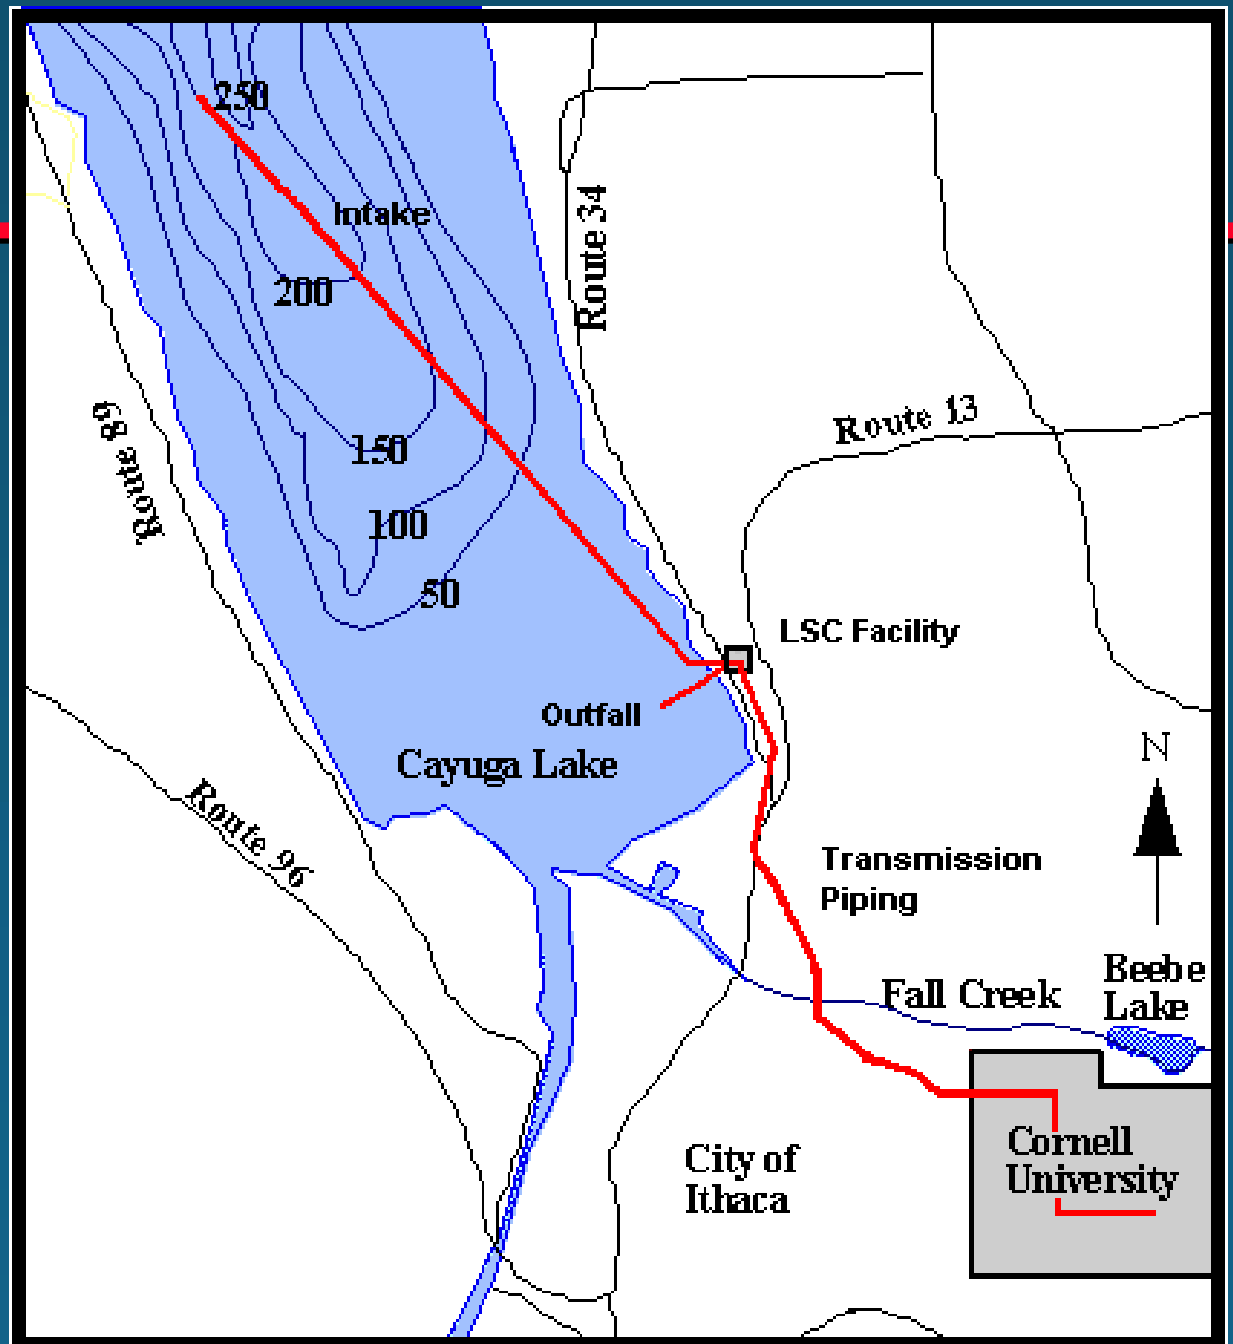 250
Intake
Route 34
200
Route 89
Route 13
150
100
50
LSC Facility
Outfall
N
Cayuga Lake
Route 96
Transmission
Piping
Beebe
Lake
Fall Creek
City of
Ithaca
Cornell
University